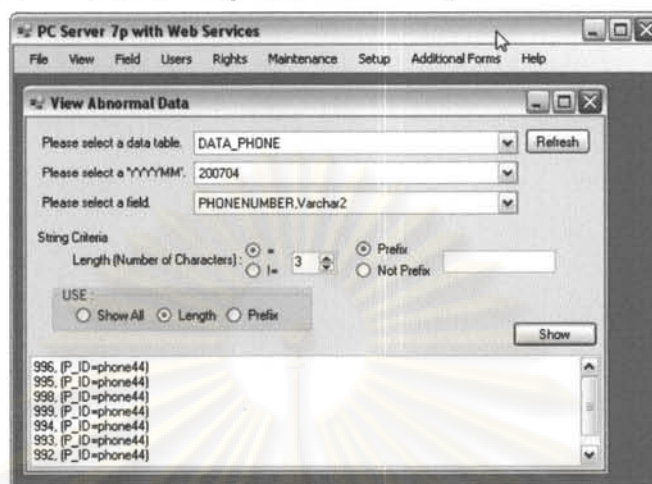 PC Server 7p with Web Services
File View Field Users Rights Maintenance Setup Additional Forms Help
View Abnormal Data
Please select a data table. DATA_PHONE Refresh
Please select a 'YYYYMM'. 200704
Please select a field. PHONENUMBER,Varchar2
String Criteria
Length (Number of Characters) : = != 3 Prefix Not Prefix
USE :
Show All Length Prefix
Show
996, (P_ID=phone44)
995, (P_ID=phone44)
998, (P_ID=phone44)
999, (P_ID=phone44)
994, (P_ID=phone44)
993, (P_ID=phone44)
992, (P_ID=phone44)